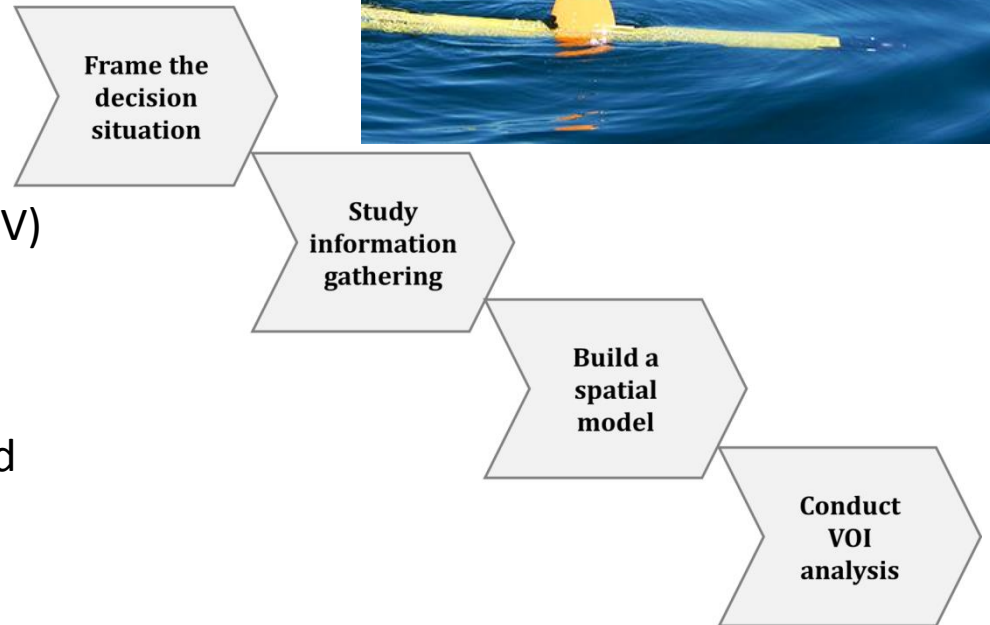 Frame the
decision
situation
V)
Study
information
gathering
Build a
spatial
model
d
Conduct
VOI
analysis